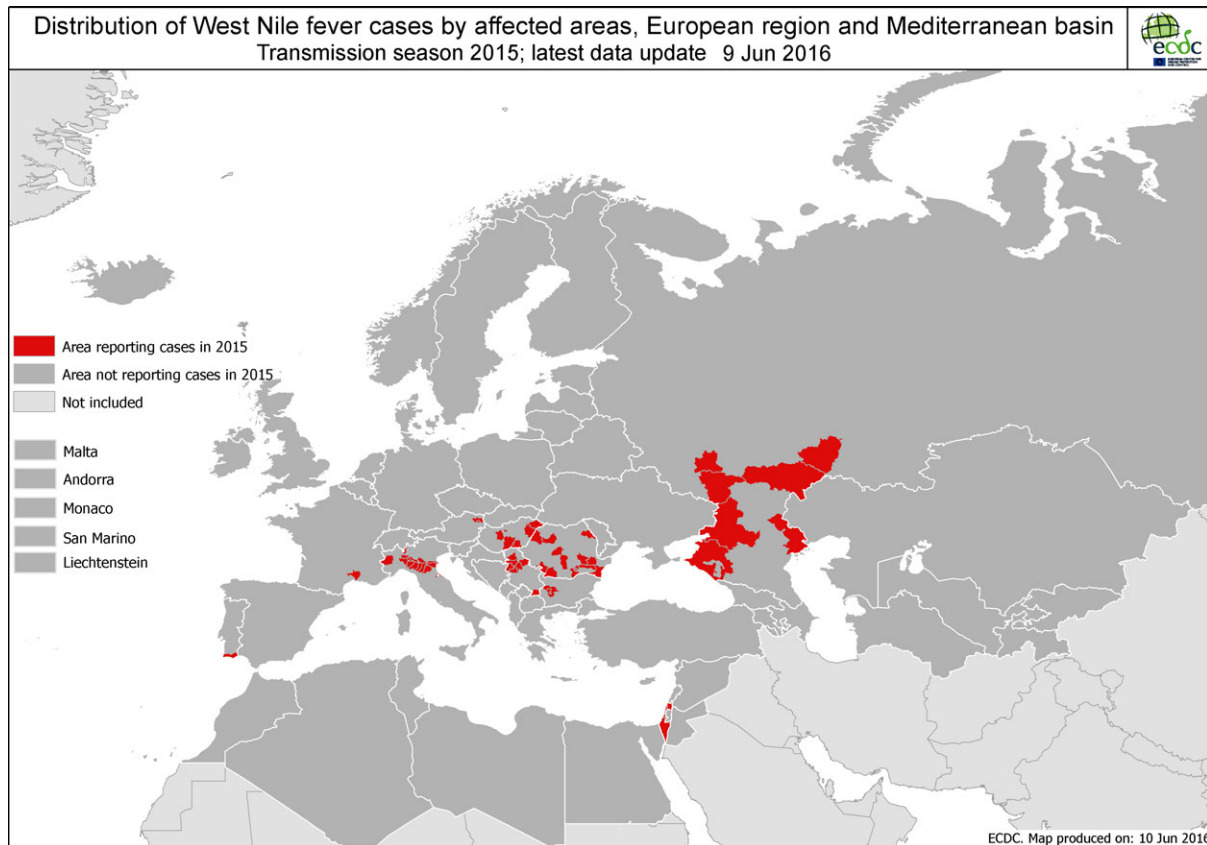 Distribution of West Nile fever cases by affected areas, European region and Mediterranean basin
Transmission season 2015; latest data update 9 Jun 2016
ecdc
Area reporting cases in 2015
Area not reporting cases in 2015
Not included
Malta
Andorra
Monaco
San Marino
Liechtenstein
ECDC. Map produced on: 10 Jun 2016